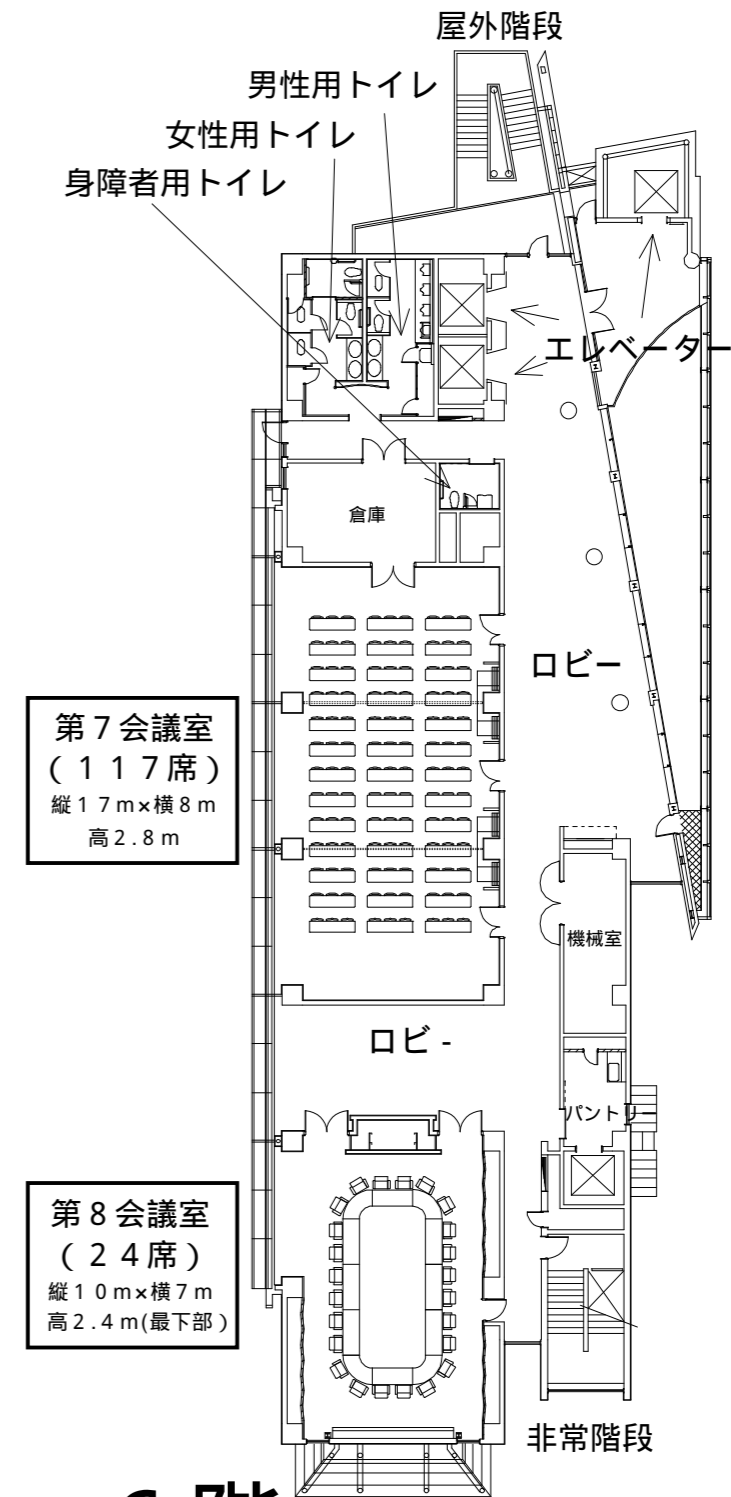 屋外階段
男性用トイレ
女性用トイレ
身障者用トイレ
エレベーター
倉庫
ロビー
第７会議室
（１１７席）
縦１７ｍ×横８ｍ
高２.８ｍ
機械室
ロビ-
パントリー
第８会議室
（２４席）
縦１０ｍ×横７ｍ
高２.４ｍ(最下部）
非常階段